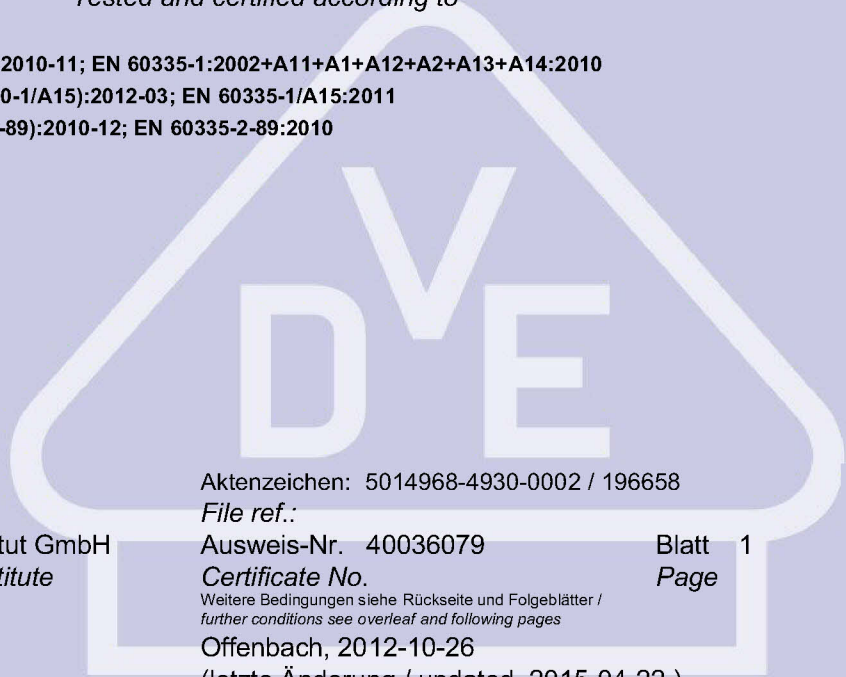 Tested and certified according to
2010-11; EN 60335-1:2002+A11+A1+A12+A2+A13+A14:2010
0-1/A15):2012-03; EN 60335-1/A15:2011
-89):2010-12; EN 60335-2-89:2010
VDE
Aktenzeichen: 5014968-4930-0002 / 196658
File ref.:
tut GmbH Ausweis-Nr. 40036079 Blatt 1
titute Certificate No. Page
Weitere Bedingungen siehe Rückseite und Folgeblätter /
further conditions see overleaf and following pages
Offenbach, 2012-10-26
(letzte Änderung / updated 2015-04-22 )